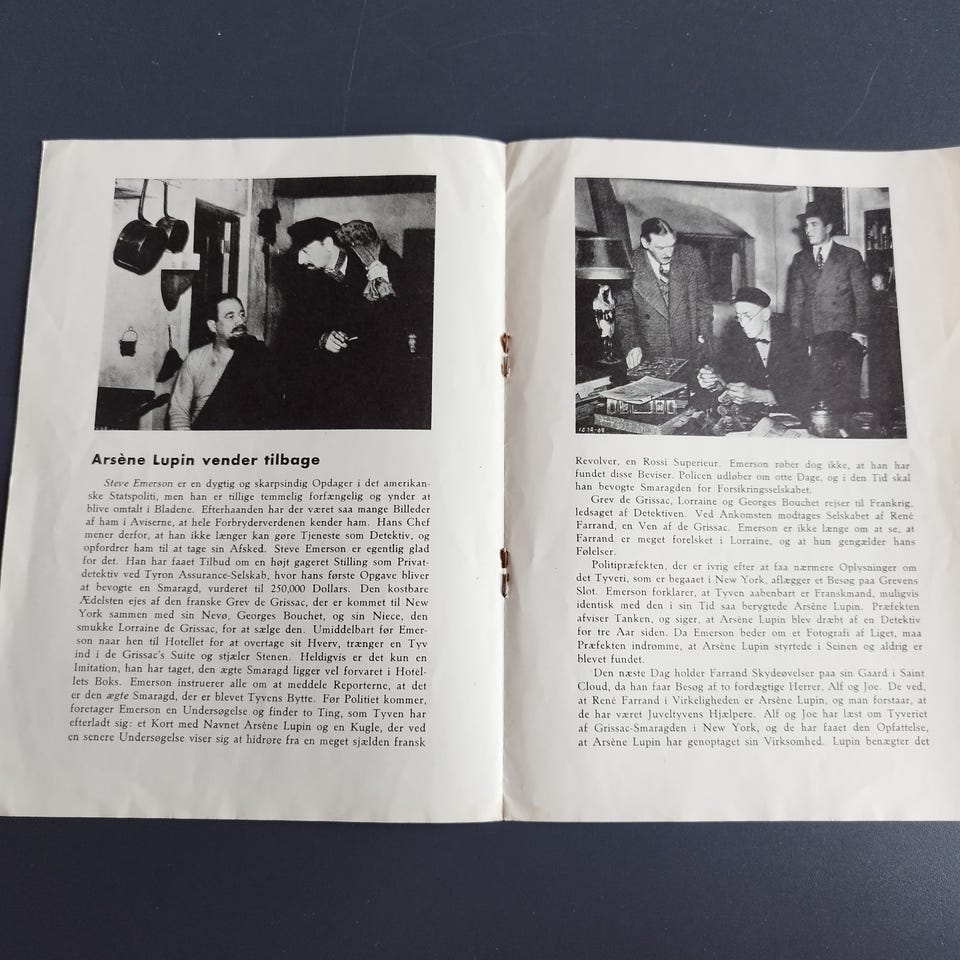 Arsène Lupin vender tilbage
Steve Emerson er en dygtig og skarpsindig Opdager i det amerikan-
ske Statspoliti, men han er tillige temmelig forfængelig og ynder at
blive omtalt i Bladene. Efterhaanden har der været saa mange Billeder
af ham i Aviserne, at hele Forbryderverdenen kender ham. Hans Chef
mener derfor, at han ikke længer kan gøre Tjeneste som Detektiv, og
opfordrer ham til at tage sin Afsked. Steve Emerson er egentlig glad
for det. Han har faaet Tilbud om en højt gageret Stilling som Privat-
detektiv ved Tyron Assurance-Selskab, hvor hans første Opgave bliver
at bevogte en Smaragd, vurderet til 250,000 Dollars. Den kostbare
Ædelsten ejes af den franske Grev de Grissac, der er kommet til New
York sammen med sin Nevø, Georges Bouchet, og sin Niece, den
smukke Lorraine de Grissac, for at sælge den. Umiddelbart før Emer-
son naar hen til Hotellet for at overtage sit Hverv, trænger en Tyv
ind i de Grissac's Suite og stjæler Stenen. Heldigvis er det kun en
Imitation, han har taget, den ægte Smaragd ligger vel forvaret i Hotel-
lets Boks. Emerson instruerer alle om at meddele Reporterne, at det
er den ægte Smaragd, der er blevet Tyvens Bytte. Før Politiet kommer,
foretager Emerson en Undersøgelse og finder to Ting, som Tyven har
efterladt sig: et Kort med Navnet Arsène Lupin og en Kugle, der ved
en senere Undersøgelse viser sig at hidrøre fra en meget sjælden fransk
1072-69
Revolver, en Rossi Superieur. Emerson røber dog ikke, at han har
fundet disse Beviser. Policen udløber om otte Dage, og i den Tid skal
han bevogte Smaragden for Forsikringsselskabet.
Grev de Grissac, Lorraine og Georges Bouchet rejser til Frankrig,
ledsaget af Detektiven. Ved Ankomsten modtages Selskabet af René
Farrand, en Ven af de Grissac. Emerson er ikke længe om at se, at
Farrand er meget forelsket i Lorraine, og at hun gengælder hans
Følelser.
Politipræfekten, der er ivrig efter at faa nærmere Oplysninger om
det Tyveri, som er begaaet i New York, aflægger et Besøg paa Grevens
Slot. Emerson forklarer, at Tyven aabenbart er Franskmand, muligvis
identisk med den i sin Tid saa berygtede Arsène Lupin. Præfekten
afviser Tanken, og siger, at Arsène Lupin blev dræbt af en Detektiv
for tre Aar siden. Da Emerson beder om et Fotografi af Liget, maa
Præfekten indrømme, at Arsène Lupin styrtede i Seinen og aldrig er
blevet fundet.
Den næste Dag holder Farrand Skydeøvelser paa sin Gaard i Saint
Cloud, da han faar Besøg af to fordægtige Herrer, Alf og Joe. De ved,
at René Farrand i Virkeligheden er Arsène Lupin, og man forstaar, at
de har været Juveltyvens Hjælpere. Alf og Joe har læst om Tyveriet
af Grissac-Smaragden i New York, og de har faaet den Opfattelse,
at Arsène Lupin har genoptaget sin Virksomhed. Lupin benægter det